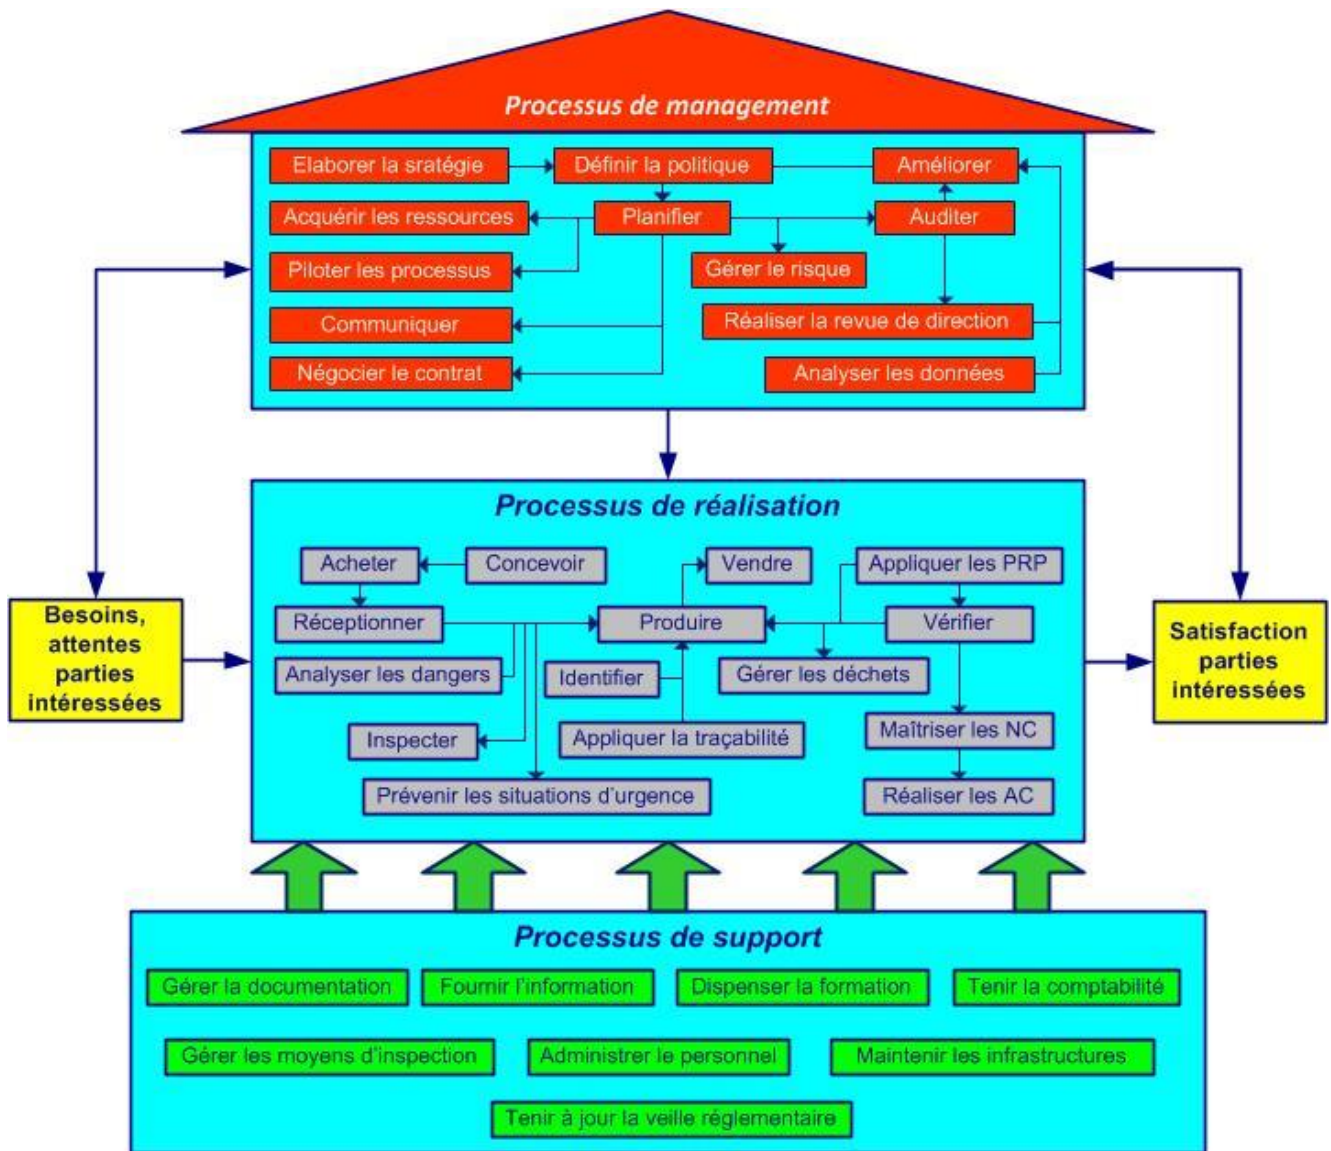 Processus de management
Elaborer la sratégie
Définir la politique
Améliorer
Acquérir les ressources
Planifier
Auditer
Piloter les processus
Gérer le risque
Communiquer
Réaliser la revue de direction
Négocier le contrat
Analyser les données
Processus de réalisation
Acheter
Concevoir
Vendre
Appliquer les PRP
Réceptionner
Produire
Vérifier
Analyser les dangers
Identifier
Gérer les déchets
Inspecter
Appliquer la traçabilité
Maîtriser les NC
Prévenir les situations d'urgence
Réaliser les AC
Besoins,
attentes
parties
intéressées
Satisfaction
parties
intéressées
Processus de support
Gérer la documentation
Fournir l'information
Dispenser la formation
Tenir la comptabilité
Gérer les moyens d'inspection
Administrer le personnel
Maintenir les infrastructures
Tenir à jour la veille réglementaire